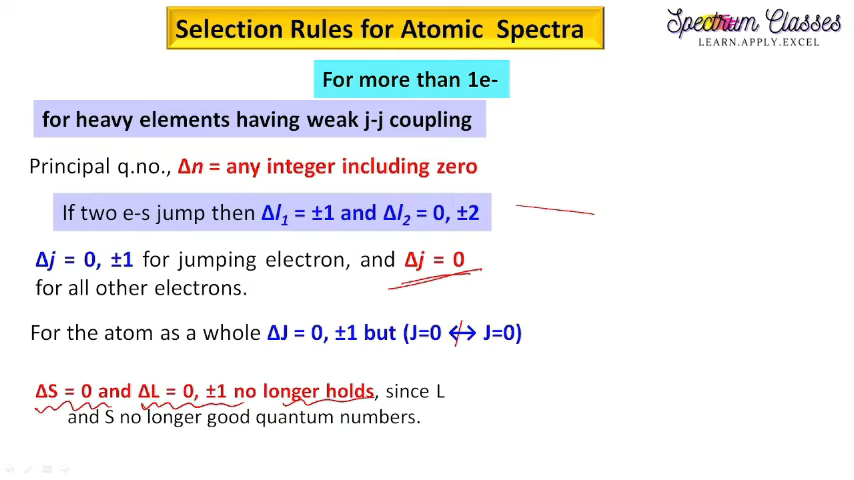 Selection Rules for Atomic Spectra
Spectrum Classes
LEARN.APPLY.EXCEL
For more than 1e-
for heavy elements having weak j-j coupling
Principal q.no., Δn = any integer including zero
If two e-s jump then Δl₁ = ±1 and Δl₂ = 0, ±2
Δj = 0, ±1 for jumping electron, and Δj = 0
for all other electrons.
For the atom as a whole ΔJ = 0, ±1 but (J=0 ↔ J=0)
ΔS = 0 and ΔL = 0, ±1 no longer holds, since L
and S no longer good quantum numbers.